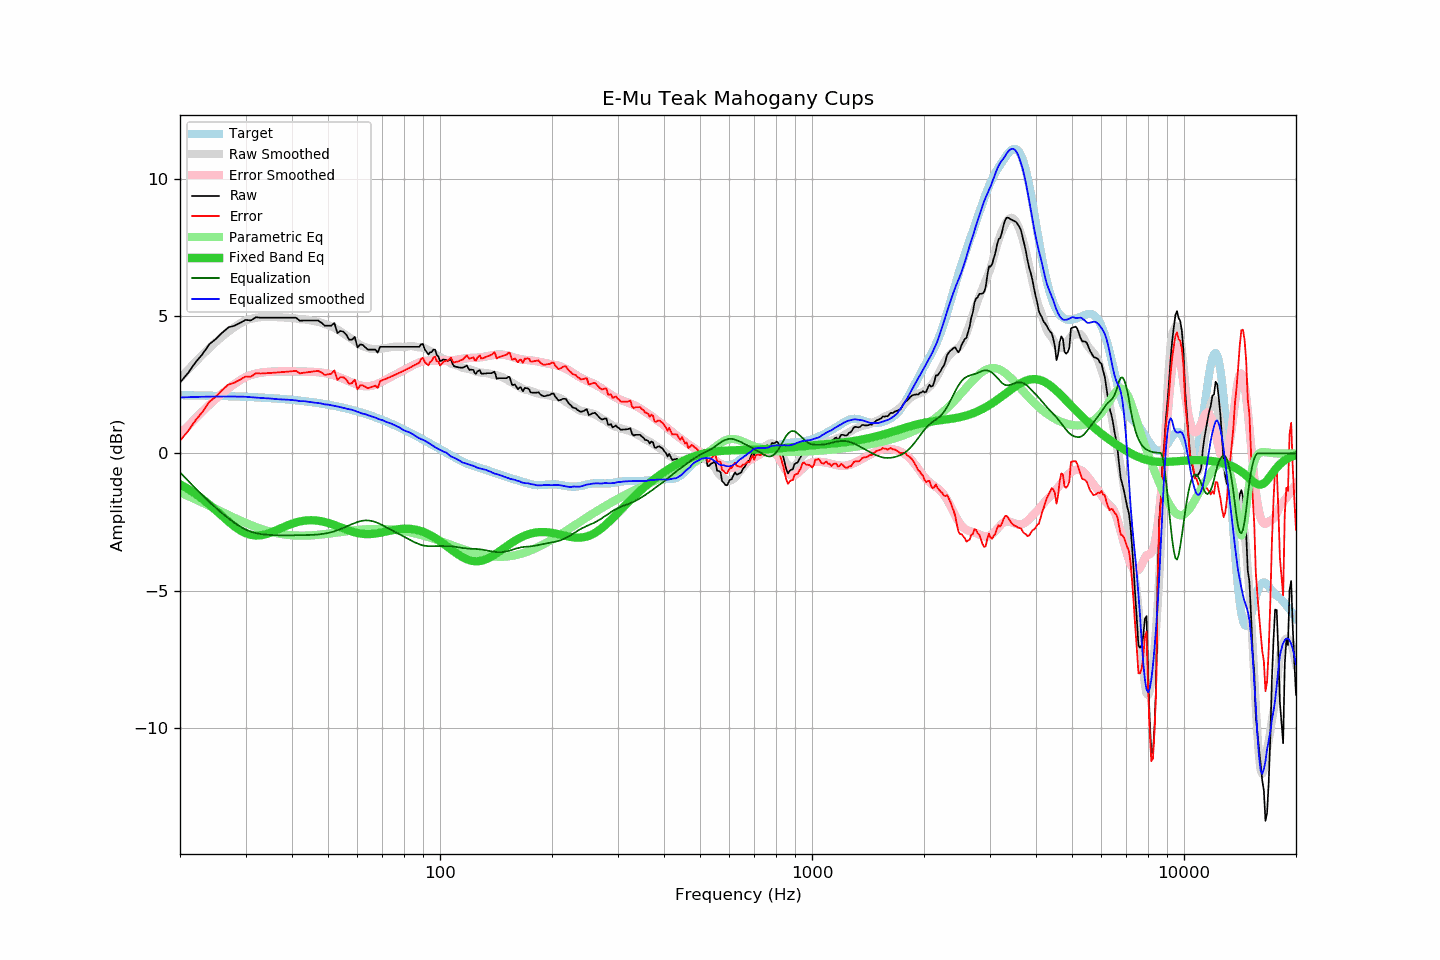 E-Mu Teak Mahogany Cups
Target
Raw Smoothed
Error Smoothed
Raw
Error
Parametric Eq
Fixed Band Eq
Equalization
Equalized smoothed
10
5
0
−5
−10
Amplitude (dBr)
100
1000
10000
Frequency (Hz)